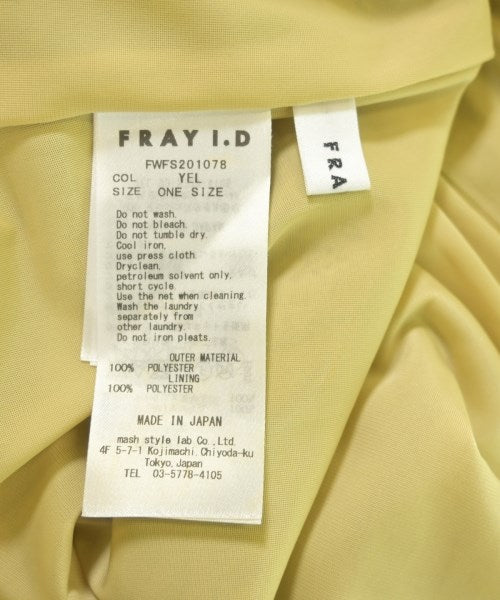 FRAY I.D
FRA
FWFS201078
COL YEL
SIZE ONE SIZE
Do not wash.
Do not bleach.
Do not tumble dry.
Cool iron,
use press cloth.
Dryclean,
petroleum solvent only,
short cycle.
Use the net when cleaning.
Wash the laundry
separately from
other laundry.
Do not iron pleats.
OUTER MATERIAL
100% POLYESTER
LINING
100% POLYESTER
MADE IN JAPAN
mash style lab Co.,Ltd.
4F 5-7-1 Kojimachi,Chiyoda-ku
Tokyo,Japan
TEL 03-5778-4105